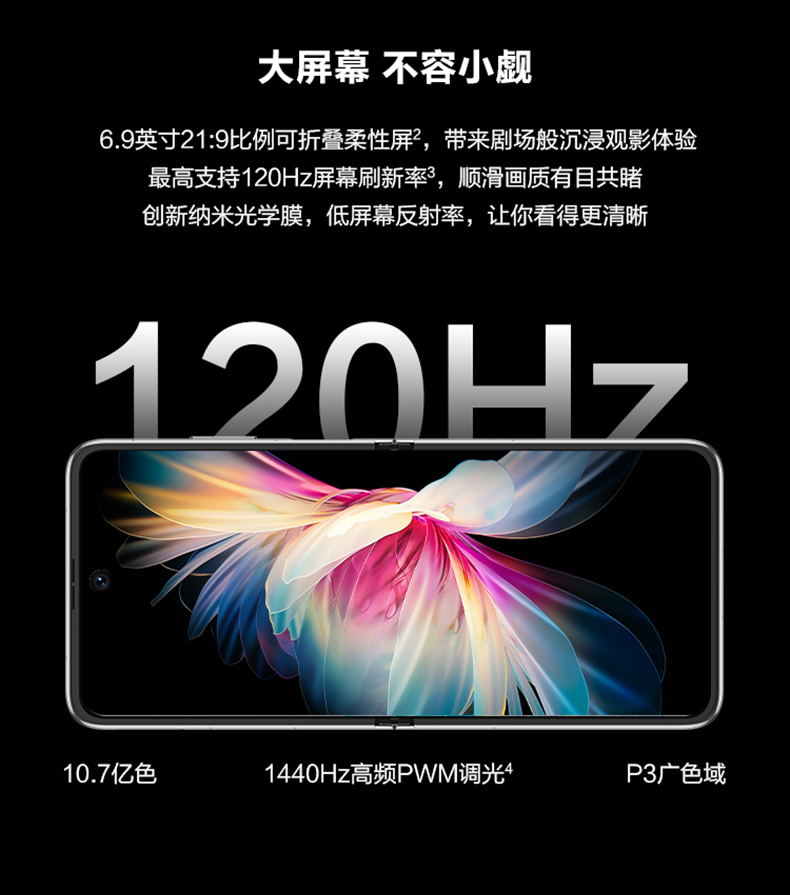 大屏幕 不容小觑
6.9英寸21:9比例可折叠柔性屏²，带来剧场般沉浸观影体验
最高支持120Hz屏幕刷新率³，顺滑画质有目共睹
创新纳米光学膜，低屏幕反射率，让你看得更清晰
120Hz
10.7亿色 1440Hz高频PWM调光⁴ P3广色域